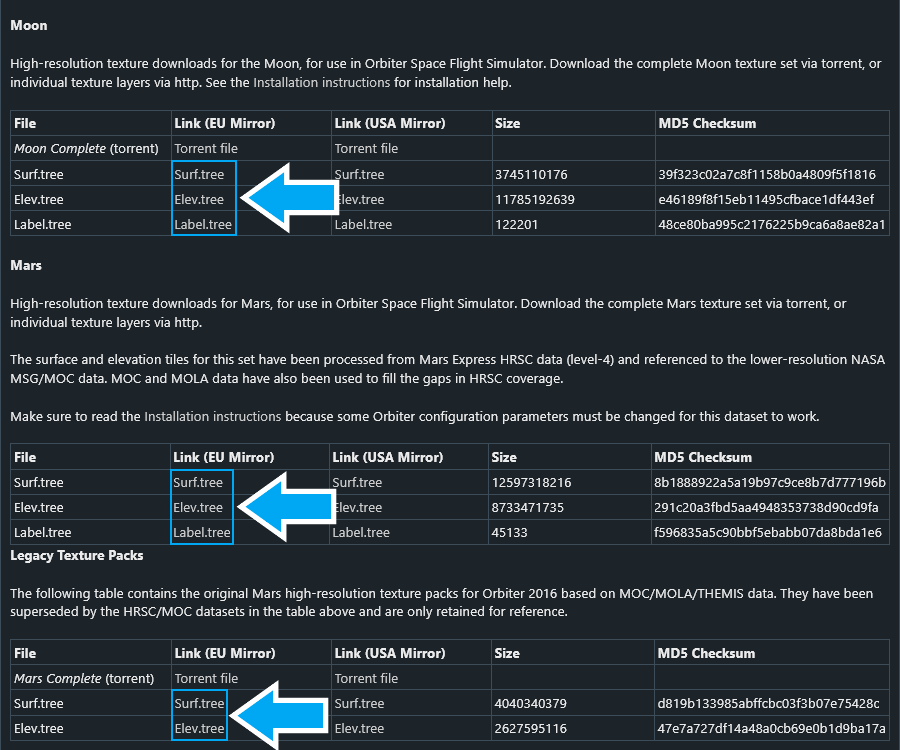 Moon
High-resolution texture downloads for the Moon, for use in Orbiter Space Flight Simulator. Download the complete Moon texture set via torrent, or
individual texture layers via http. See the Installation instructions for installation help.
File Link (EU Mirror) Link (USA Mirror) Size MD5 Checksum
Moon Complete (torrent) Torrent file Torrent file
Surf.tree Surf.tree Surf.tree 3745110176 39f323c02a7c8f1158b0a4809f5f1816
Elev.tree Elev.tree Elev.tree 11785192639 e46189f8f15eb11495cfbace1df443ef
Label.tree Label.tree Label.tree 122201 48ce80ba995c2176225b9ca6a8ae82a1
Mars
High-resolution texture downloads for Mars, for use in Orbiter Space Flight Simulator. Download the complete Mars texture set via torrent, or
individual texture layers via http.
The surface and elevation tiles for this set have been processed from Mars Express HRSC data (level-4) and referenced to the lower-resolution NASA
MSG/MOC data. MOC and MOLA data have also been used to fill the gaps in HRSC coverage.
Make sure to read the Installation instructions because some Orbiter configuration parameters must be changed for this dataset to work.
File Link (EU Mirror) Link (USA Mirror) Size MD5 Checksum
Surf.tree Surf.tree Surf.tree 12597318216 8b1888922a5a19b97c9ce8b7d777196b
Elev.tree Elev.tree Elev.tree 8733471735 291c20a3fbd5aa4948353738d90cd9fa
Label.tree Label.tree Label.tree 45133 f596835a5c90bbf5ebabb07da8bda1e6
Legacy Texture Packs
The following table contains the original Mars high-resolution texture packs for Orbiter 2016 based on MOC/MOLA/THEMIS data. They have been
superseded by the HRSC/MOC datasets in the table above and are only retained for reference.
File Link (EU Mirror) Link (USA Mirror) Size MD5 Checksum
Mars Complete (torrent) Torrent file Torrent file
Surf.tree Surf.tree Surf.tree 4040340379 d819b133985abffcbc03f3b07e75428c
Elev.tree Elev.tree Elev.tree 2627595116 47e7a727df14a48a0cb69e0b1d9ba17a